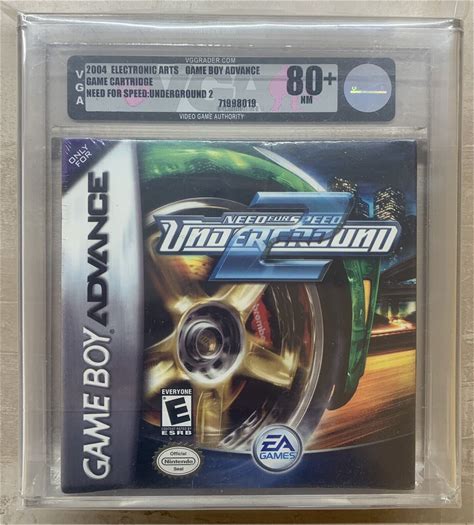 VGGRADER.COM
VGA
2004 ELECTRONIC ARTS GAME BOY ADVANCE
GAME CARTRIDGE
NEED FOR SPEED:UNDERGROUND 2
71998019
80+
NM
VIDEO GAME AUTHORITY
ONLY FOR
GAME BOY ADVANCE
NEED FOR SPEED
UNDERGROUND
2
brembo
EVERYONE
E
ESRB
Official
Nintendo
Seal
EA
GAMES